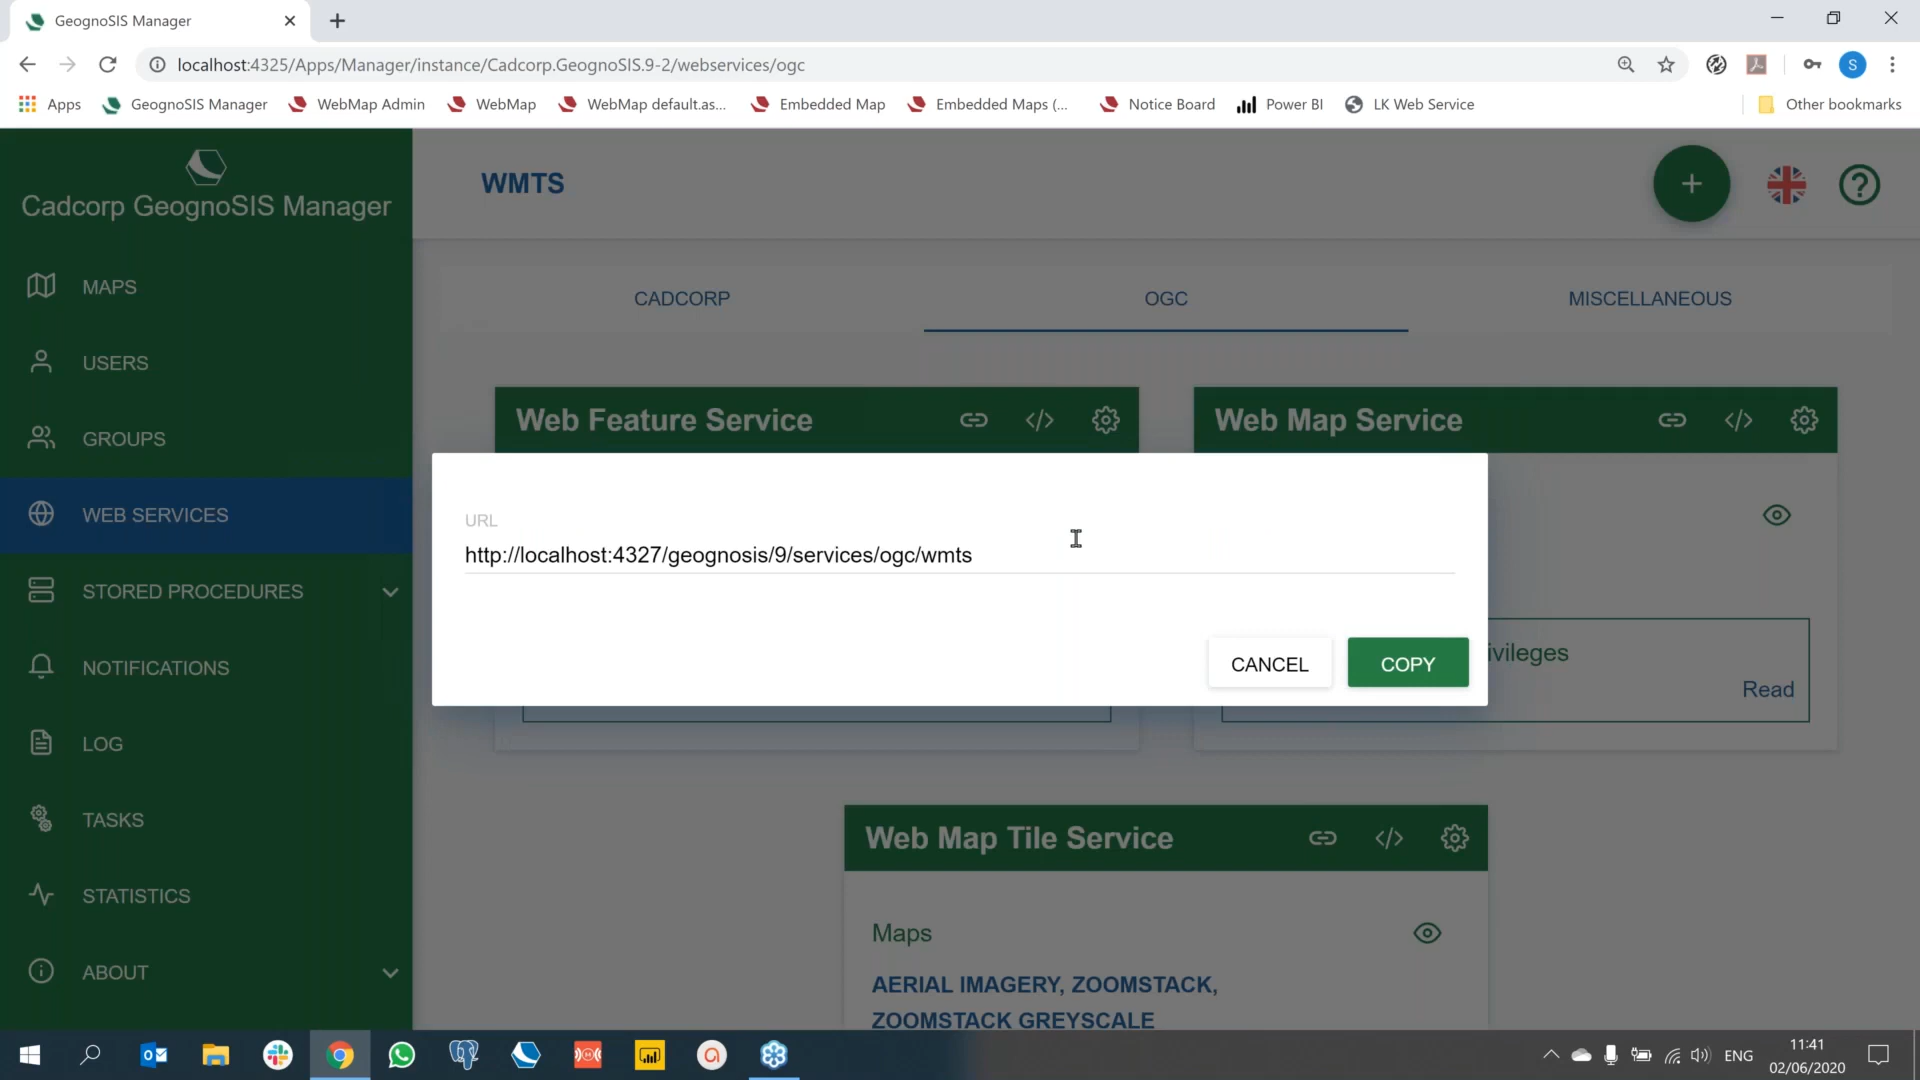 GeognoSIS Manager
localhost:4325/Apps/Manager/instance/Cadcorp.GeognoSIS.9-2/webservices/ogc
S
Apps GeognoSIS Manager WebMap Admin WebMap WebMap default.as... Embedded Map Embedded Maps (... Notice Board Power BI LK Web Service Other bookmarks
Cadcorp GeognoSIS Manager
WMTS
MAPS
USERS
GROUPS
WEB SERVICES
STORED PROCEDURES
NOTIFICATIONS
LOG
TASKS
STATISTICS
ABOUT
CADCORP OGC MISCELLANEOUS
Web Feature Service
Web Map Service
URL
http://localhost:4327/geognosis/9/services/ogc/wmts
CANCEL COPY
ivileges
Read
Web Map Tile Service
Maps
AERIAL IMAGERY, ZOOMSTACK,
ZOOMSTACK GREYSCALE
ENG
11:41
02/06/2020